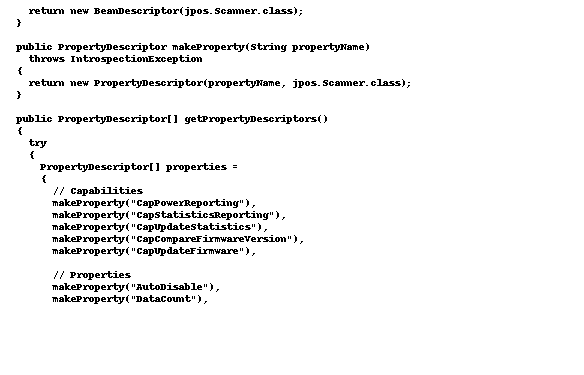 return new BeanDescriptor(jpos.Scanner.class);
}
public PropertyDescriptor makeProperty(String propertyName)
throws IntrospectionException
{
return new PropertyDescriptor(propertyName, jpos.Scanner.class);
}
public PropertyDescriptor[] getPropertyDescriptors()
{
try
{
PropertyDescriptor[] properties =
{
// Capabilities
makeProperty("CapPowerReporting"),
makeProperty("CapStatisticsReporting"),
makeProperty("CapUpdateStatistics"),
makeProperty("CapCompareFirmwareVersion"),
makeProperty("CapUpdateFirmware"),
// Properties
makeProperty("AutoDisable"),
makeProperty("DataCount"),